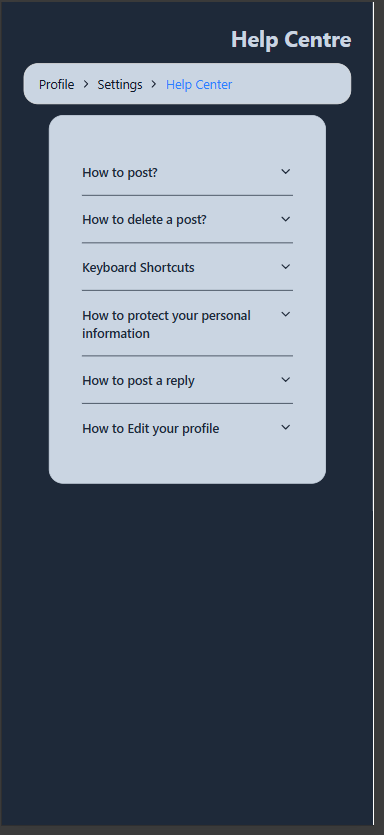 Help Centre
Profile > Settings > Help Center
How to post?
How to delete a post?
Keyboard Shortcuts
How to protect your personal
information
How to post a reply
How to Edit your profile